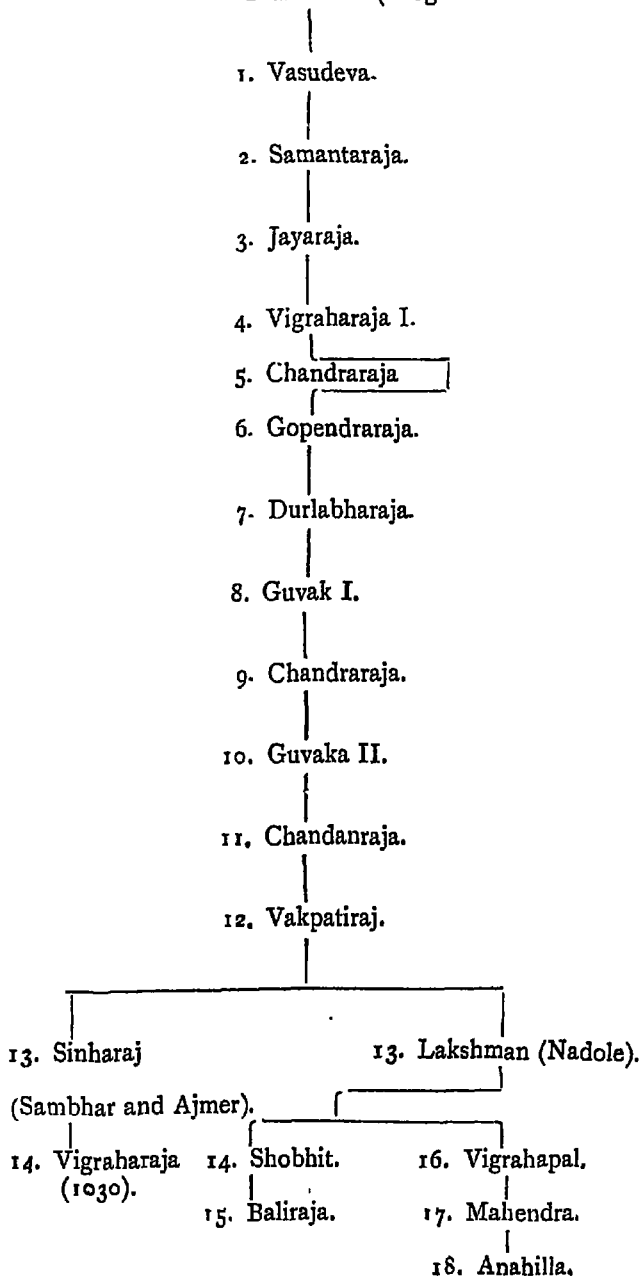 1. Vasudeva.
2. Samantaraja.
3. Jayaraja.
4. Vigraharaja I.
5. Chandraraja
6. Gopendraraja.
7. Durlabharaja.
8. Guvak I.
9. Chandraraja.
10. Guvaka II.
11. Chandanraja.
12. Vakpatiraj.
13. Sinharaj 13. Lakshman (Nadole).
(Sambhar and Ajmer).
14. Vigraharaja 14. Shobhit. 16. Vigrahapal.
(1030). 15. Baliraja. 17. Mahendra.
18. Anahilla.